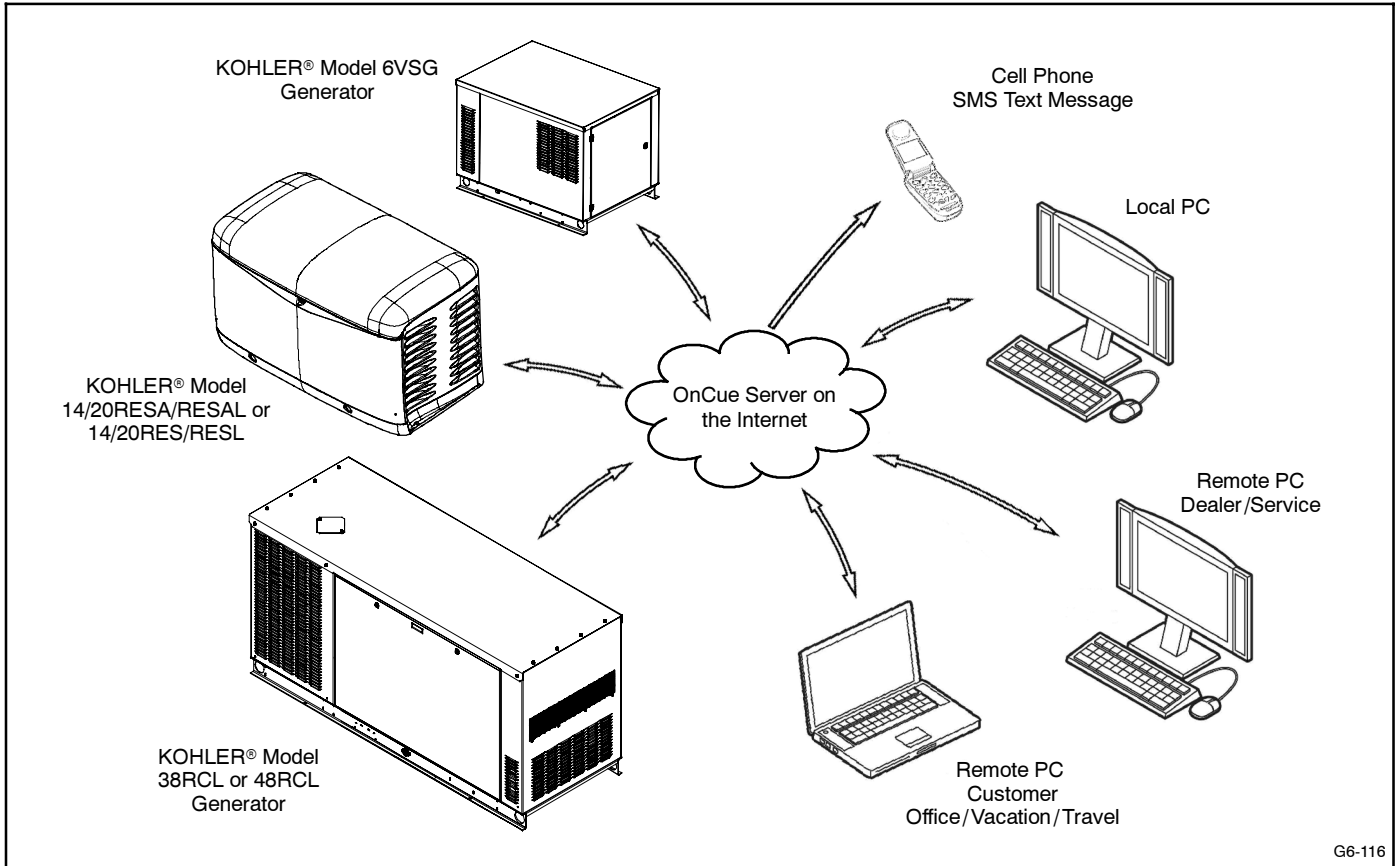 KOHLER® Model 6VSG
Generator
Cell Phone
SMS Text Message
Local PC
KOHLER® Model
14/20RESA/RESAL or
14/20RES/RESL
OnCue Server on
the Internet
Remote PC
Dealer/Service
KOHLER® Model
38RCL or 48RCL
Generator
Remote PC
Customer
Office/Vacation/Travel
G6-116